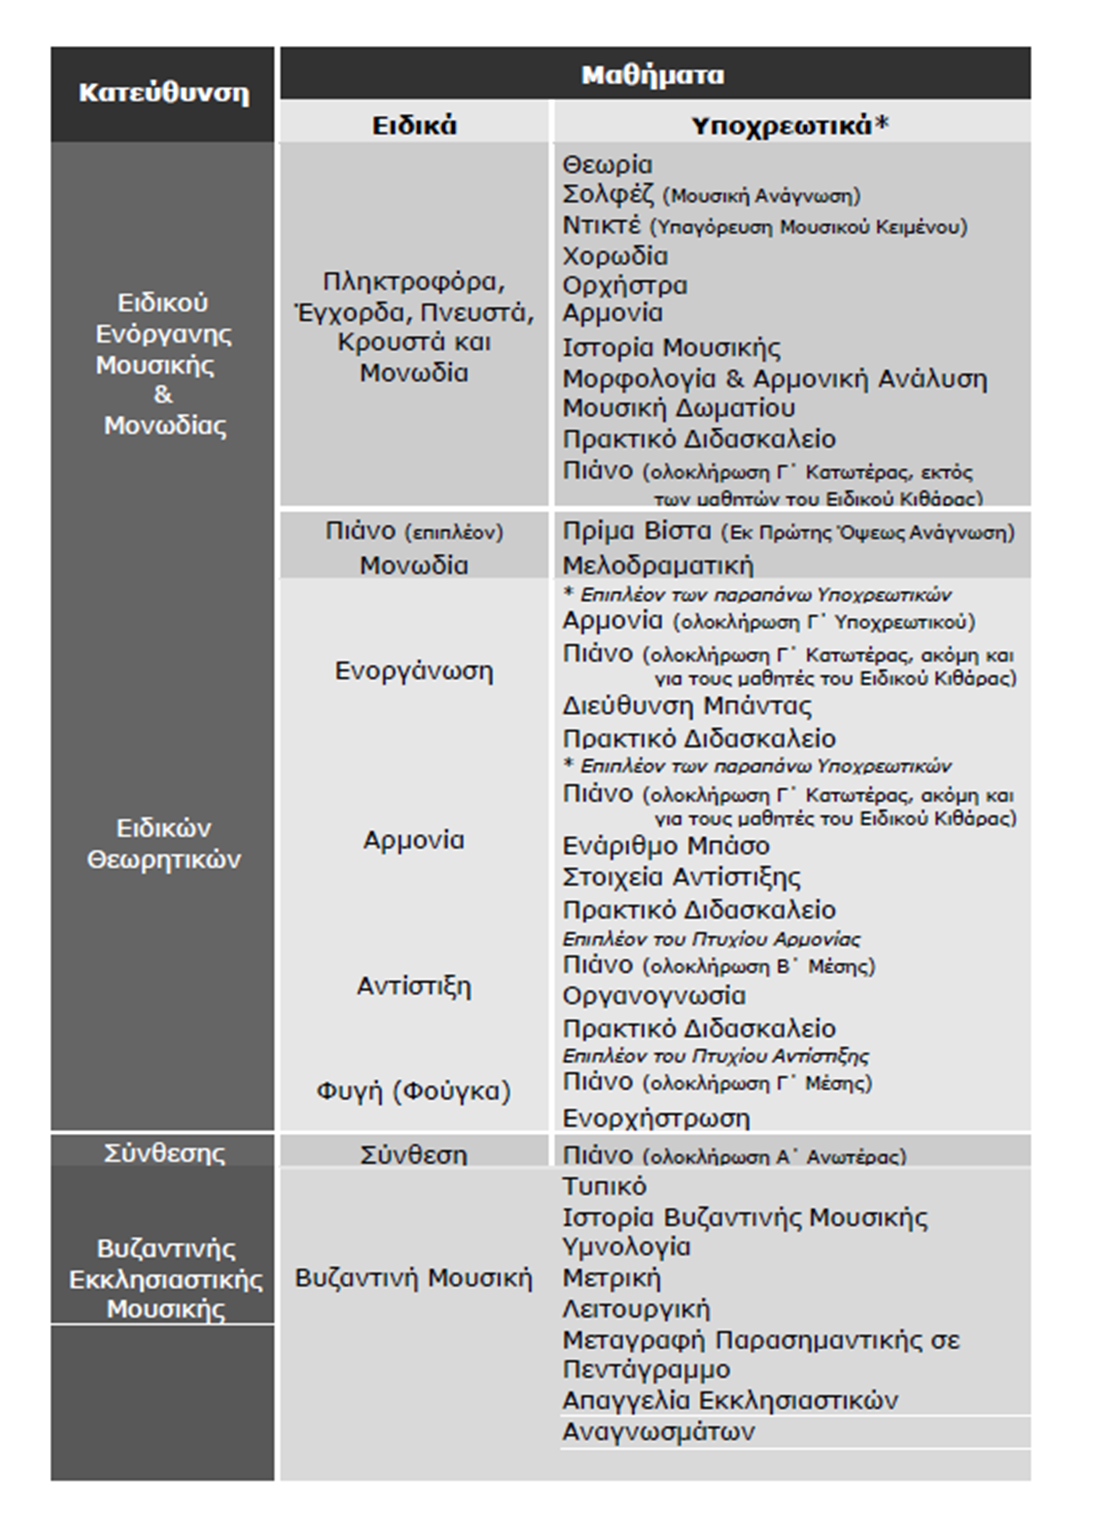 Κατεύθυνση
Μαθήματα
Ειδικά
Υποχρεωτικά*
Ειδικού
Ενόργανης
Μουσικής
&
Μονωδίας
Πληκτροφόρα,
Έγχορδα, Πνευστά,
Κρουστά και
Μονωδία
Θεωρία
Σολφέζ (Μουσική Ανάγνωση)
Ντικτέ (Υπαγόρευση Μουσικού Κειμένου)
Χορωδία
Ορχήστρα
Αρμονία
Ιστορία Μουσικής
Μορφολογία & Αρμονική Ανάλυση
Μουσική Δωματίου
Πρακτικό Διδασκαλείο
Πιάνο (ολοκλήρωση Γ΄ Κατωτέρας, εκτός
των μαθητών του Ειδικού Κιθάρας)
Πιάνο (επιπλέον)
Πρίμα Βίστα (Εκ Πρώτης Όψεως Ανάγνωση)
Μονωδία
Μελοδραματική
Ειδικών
Θεωρητικών
Ενοργάνωση
* Επιπλέον των παραπάνω Υποχρεωτικών
Αρμονία (ολοκλήρωση Γ΄ Υποχρεωτικού)
Πιάνο (ολοκλήρωση Γ΄ Κατωτέρας, ακόμη και
για τους μαθητές του Ειδικού Κιθάρας)
Διεύθυνση Μπάντας
Πρακτικό Διδασκαλείο
Αρμονία
* Επιπλέον των παραπάνω Υποχρεωτικών
Πιάνο (ολοκλήρωση Γ΄ Κατωτέρας, ακόμη και
για τους μαθητές του Ειδικού Κιθάρας)
Ενάριθμο Μπάσο
Στοιχεία Αντίστιξης
Πρακτικό Διδασκαλείο
Αντίστιξη
Επιπλέον του Πτυχίου Αρμονίας
Πιάνο (ολοκλήρωση Β΄ Μέσης)
Οργανογνωσία
Πρακτικό Διδασκαλείο
Φυγή (Φούγκα)
Επιπλέον του Πτυχίου Αντίστιξης
Πιάνο (ολοκλήρωση Γ΄ Μέσης)
Ενορχήστρωση
Σύνθεσης
Σύνθεση
Πιάνο (ολοκλήρωση Α΄ Ανωτέρας)
Βυζαντινής
Εκκλησιαστικής
Μουσικής
Βυζαντινή Μουσική
Τυπικό
Ιστορία Βυζαντινής Μουσικής
Υμνολογία
Μετρική
Λειτουργική
Μεταγραφή Παρασημαντικής σε
Πεντάγραμμο
Απαγγελία Εκκλησιαστικών
Αναγνωσμάτων